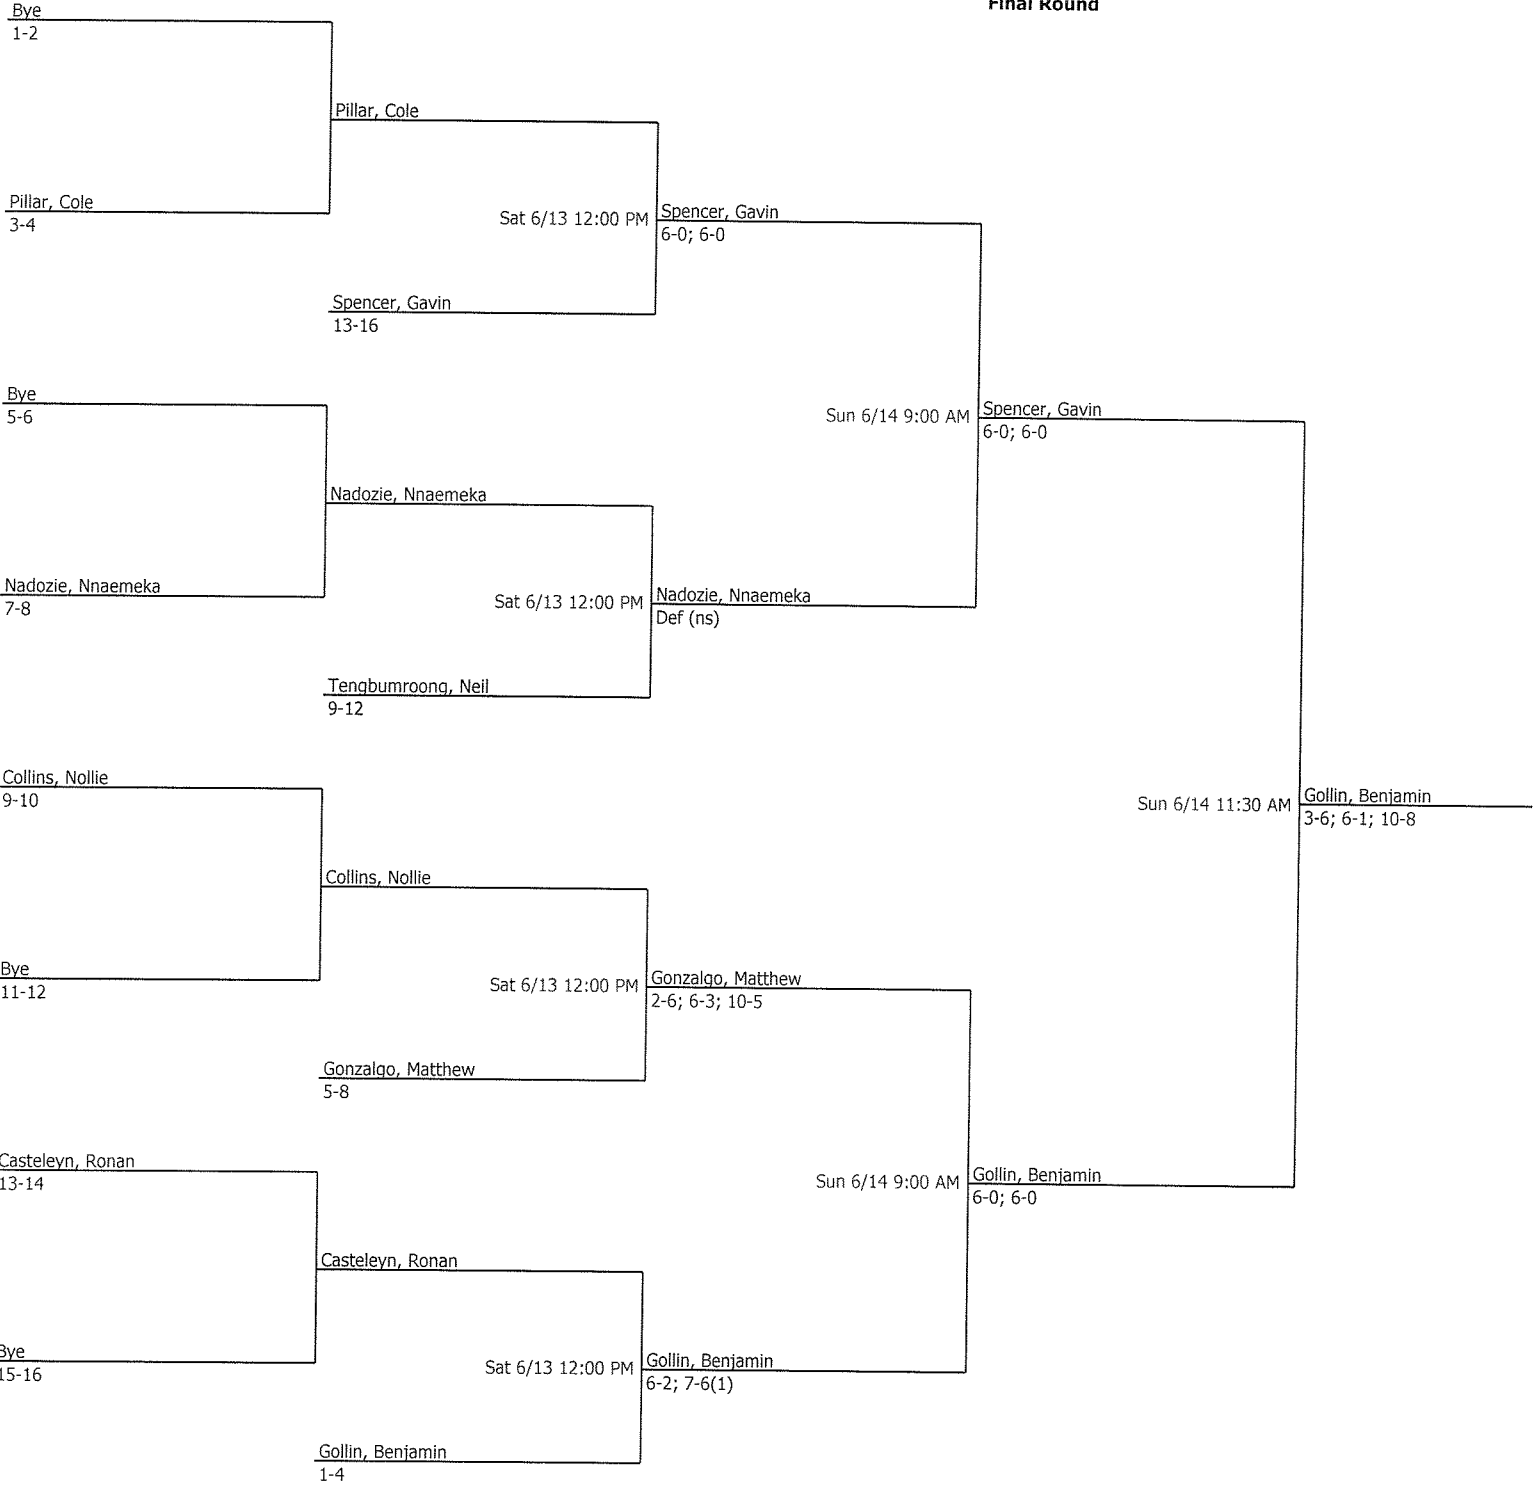 Final Round
Bye
1-2
Pillar, Cole
Pillar, Cole
3-4
Sat 6/13 12:00 PM
Spencer, Gavin
6-0; 6-0
Spencer, Gavin
13-16
Bye
5-6
Sun 6/14 9:00 AM
Spencer, Gavin
6-0; 6-0
Nadozie, Nnaemeka
Nadozie, Nnaemeka
7-8
Sat 6/13 12:00 PM
Nadozie, Nnaemeka
Def (ns)
Tengbumroong, Neil
9-12
Collins, Nollie
9-10
Sun 6/14 11:30 AM
Gollin, Benjamin
3-6; 6-1; 10-8
Collins, Nollie
Bye
11-12
Sat 6/13 12:00 PM
Gonzalgo, Matthew
2-6; 6-3; 10-5
Gonzalgo, Matthew
5-8
Casteleyn, Ronan
13-14
Sun 6/14 9:00 AM
Gollin, Benjamin
6-0; 6-0
Casteleyn, Ronan
Bye
15-16
Sat 6/13 12:00 PM
Gollin, Benjamin
6-2; 7-6(1)
Gollin, Benjamin
1-4